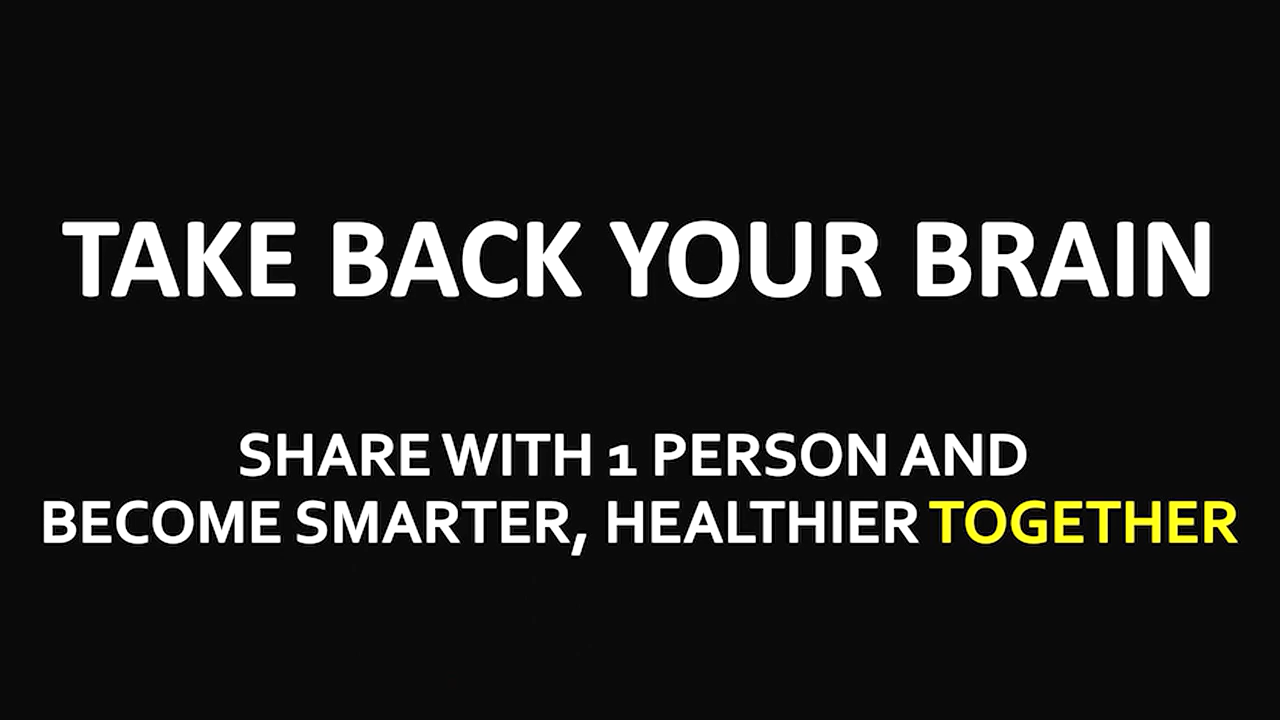 TAKE BACK YOUR BRAIN
SHARE WITH 1 PERSON AND
BECOME SMARTER, HEALTHIER TOGETHER